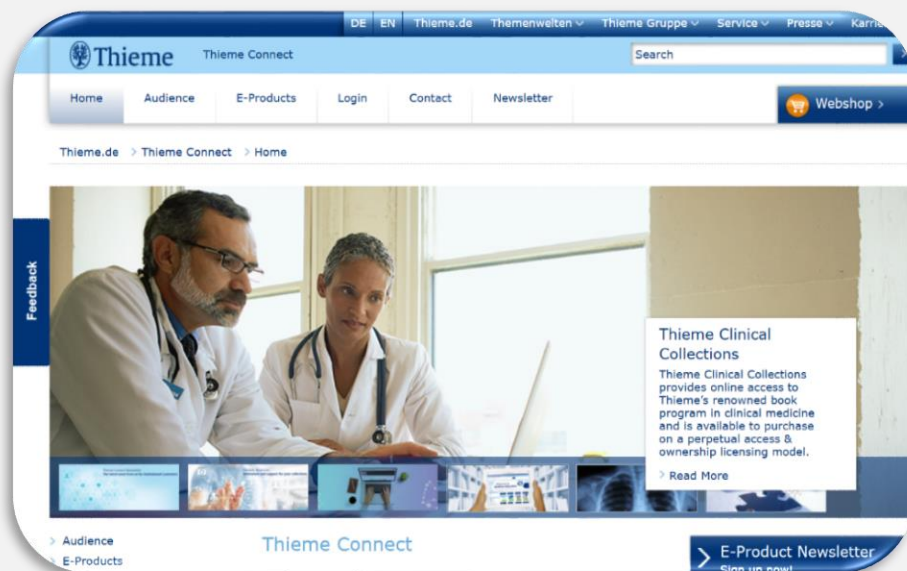 DE EN Thieme.de Themenwelten Thieme Gruppe Service Presse
Thieme Thieme Connect Search
Home Audience E-Products Login Contact Newsletter Webshop >
Thieme.de > Thieme Connect > Home
Feedback
Thieme Clinical
Collections
Thieme Clinical Collections
provides online access to
Thieme's renowned book
program in clinical medicine
and is available to purchase
on a perpetual access &
ownership licensing model.
> Read More
> Audience
> E-Products
Thieme Connect
E-Product Newsletter
Sign up now!